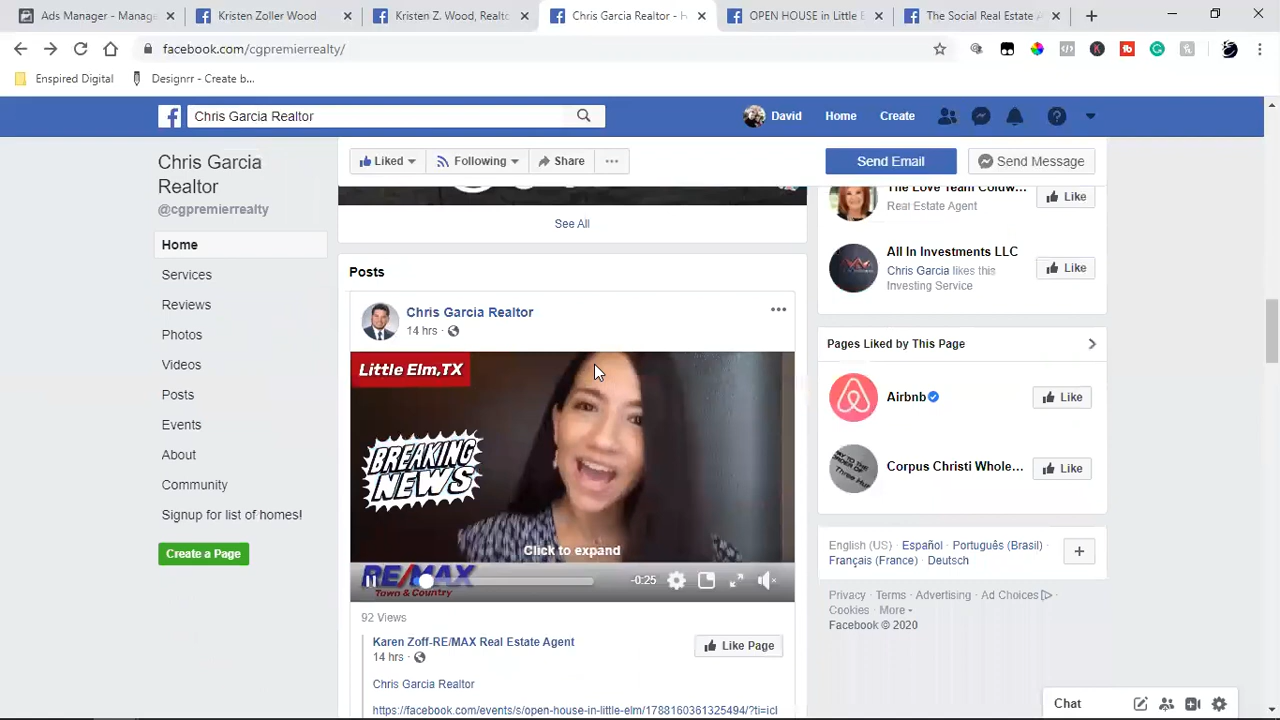 Ads Manager - Manage
Kristen Zoller Wood
Kristen Z. Wood, Realto
Chris Garcia Realtor - H
OPEN HOUSE in Little E
The Social Real Estate A
facebook.com/cgpremierrealty/
Enspired Digital
Designrr - Create b...
Chris Garcia Realtor
David
Home
Create
Chris Garcia
Realtor
@cgpremierrealty
Home
Services
Reviews
Photos
Videos
Posts
Events
About
Community
Signup for list of homes!
Create a Page
Liked
Following
Share
Send Email
Send Message
See All
Posts
Chris Garcia Realtor
14 hrs
Little Elm,TX
BREAKING
NEWS
Click to expand
RE/MAX
Town & Country
-0:25
92 Views
Karen Zoff-RE/MAX Real Estate Agent
14 hrs
Like Page
Chris Garcia Realtor
https://facebook.com/events/s/open-house-in-little-elm/1788160361325494/?ti=icl
The Love Team Coldw...
Real Estate Agent
Like
All In Investments LLC
Chris Garcia likes this
Investing Service
Like
Pages Liked by This Page
Airbnb
Like
Corpus Christi Whole...
Like
English (US) · Español · Português (Brasil) ·
Français (France) · Deutsch
Privacy · Terms · Advertising · Ad Choices ·
Cookies · More
Facebook © 2020
Chat